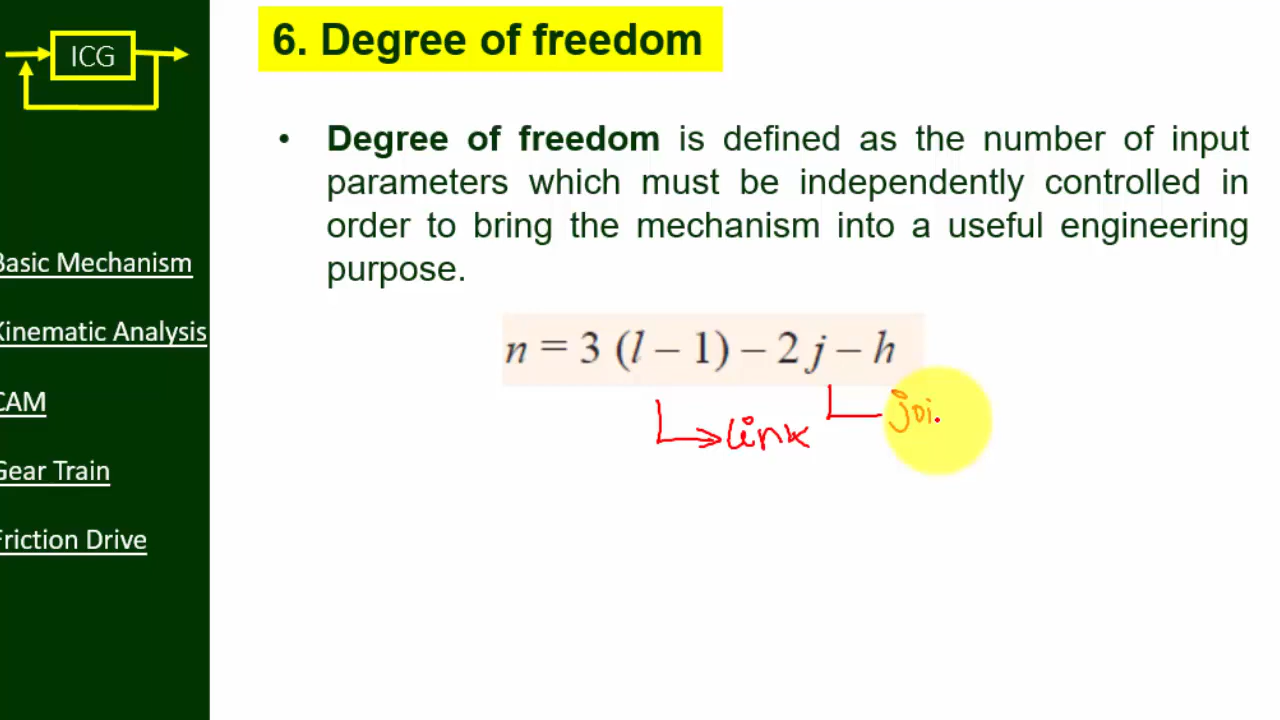 ICG
6. Degree of freedom
• Degree of freedom is defined as the number of input
parameters which must be independently controlled in
order to bring the mechanism into a useful engineering
purpose.
n = 3 (l – 1) – 2 j – h
link
joi
Basic Mechanism
Kinematic Analysis
CAM
Gear Train
Friction Drive